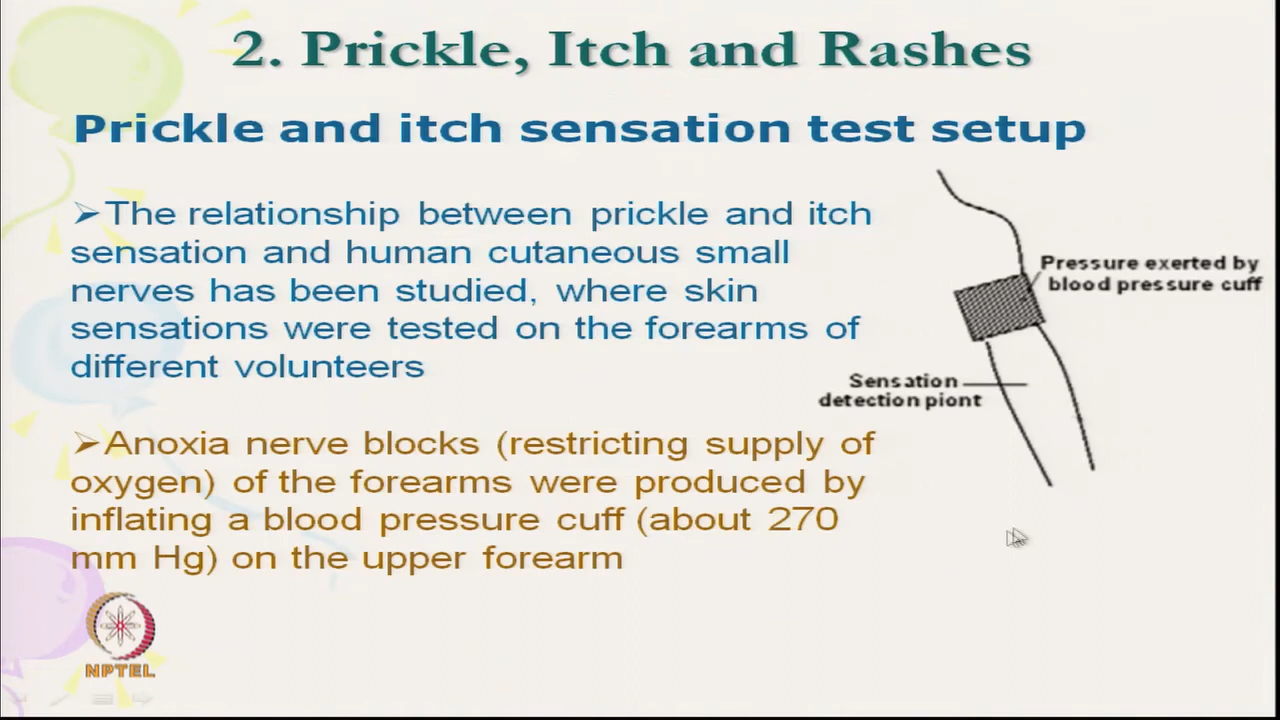 2. Prickle, Itch and Rashes
Prickle and itch sensation test setup
➢The relationship between prickle and itch
sensation and human cutaneous small
nerves has been studied, where skin
sensations were tested on the forearms of
different volunteers
➢Anoxia nerve blocks (restricting supply of
oxygen) of the forearms were produced by
inflating a blood pressure cuff (about 270
mm Hg) on the upper forearm
Pressure exerted by
blood pressure cuff
Sensation
detection piont
NPTEL